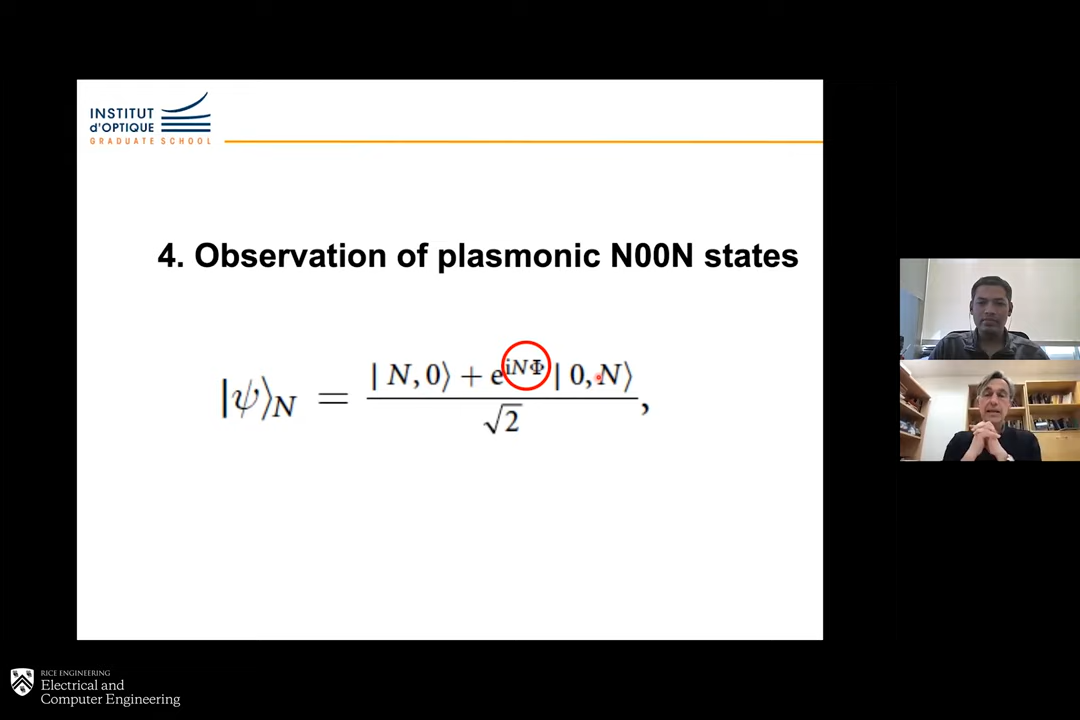 INSTITUT
d'OPTIQUE
GRADUATE SCHOOL
4. Observation of plasmonic N00N states
|ψ⟩N = (| N, 0⟩ + e^{iNΦ} | 0, N⟩) / √2,
RICE ENGINEERING
Electrical and
Computer Engineering